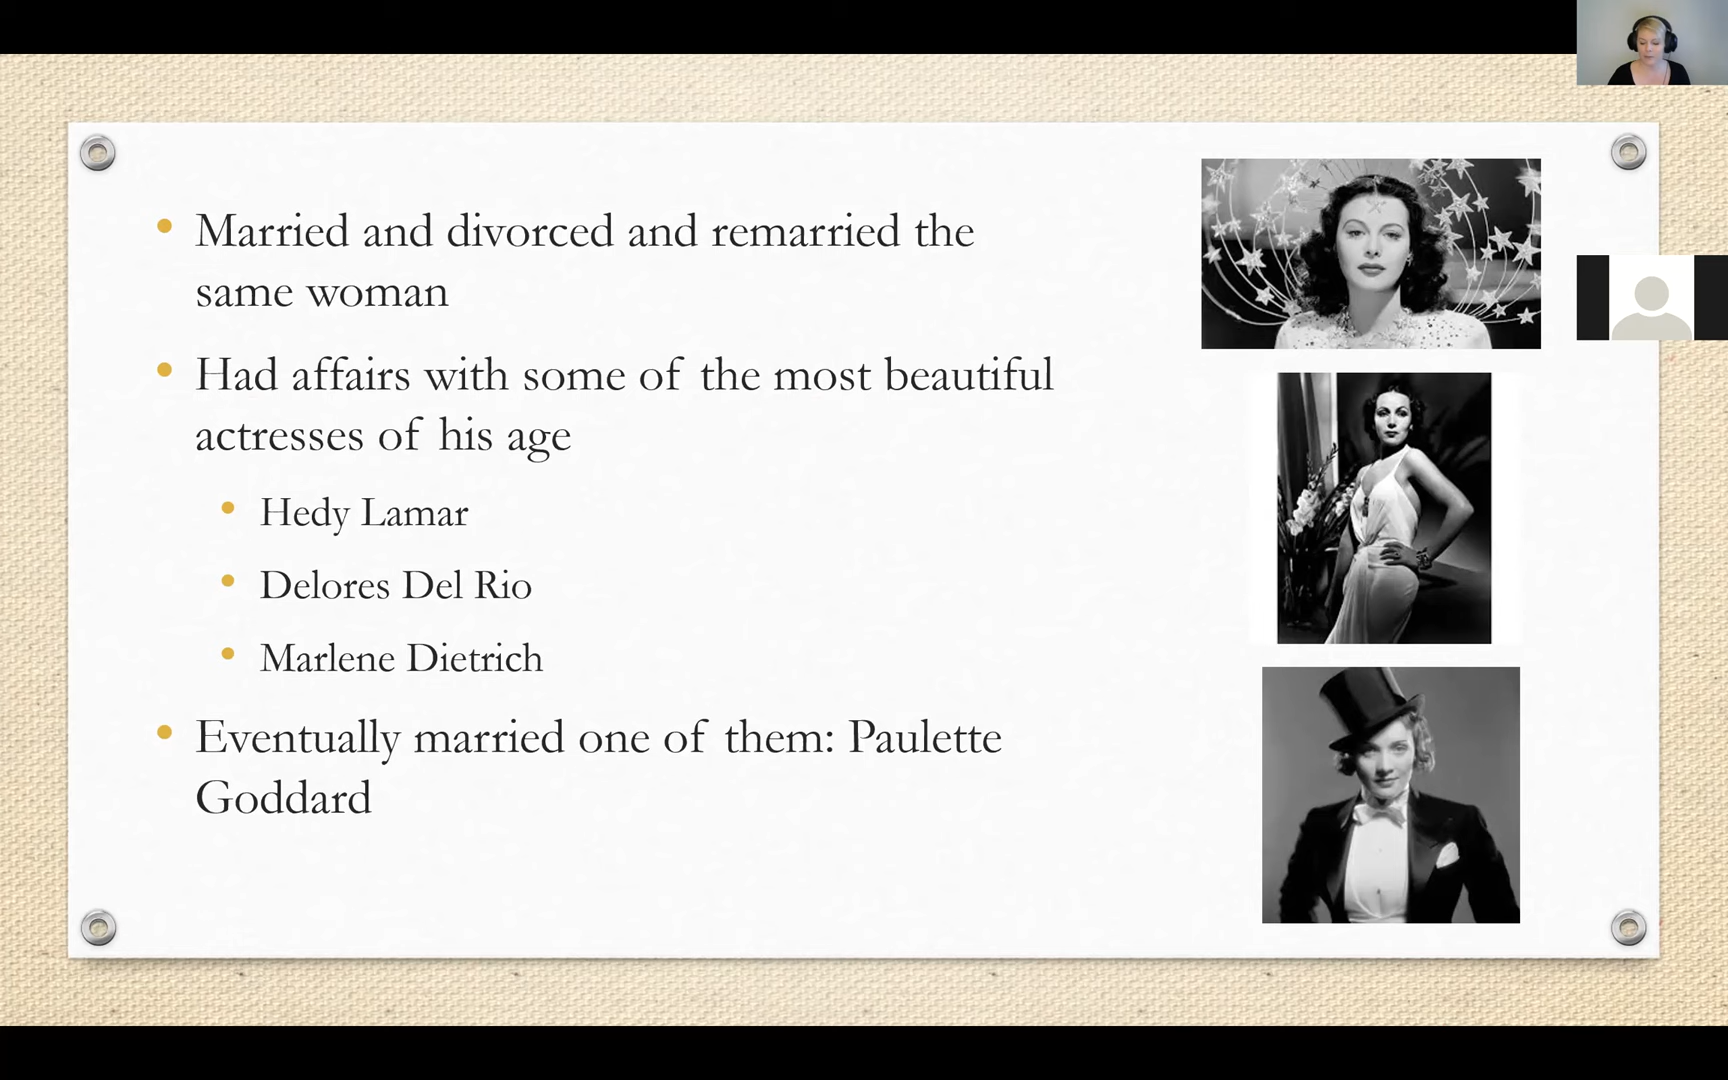 Married and divorced and remarried the
same woman
Had affairs with some of the most beautiful
actresses of his age
Hedy Lamar
Delores Del Rio
Marlene Dietrich
Eventually married one of them: Paulette
Goddard